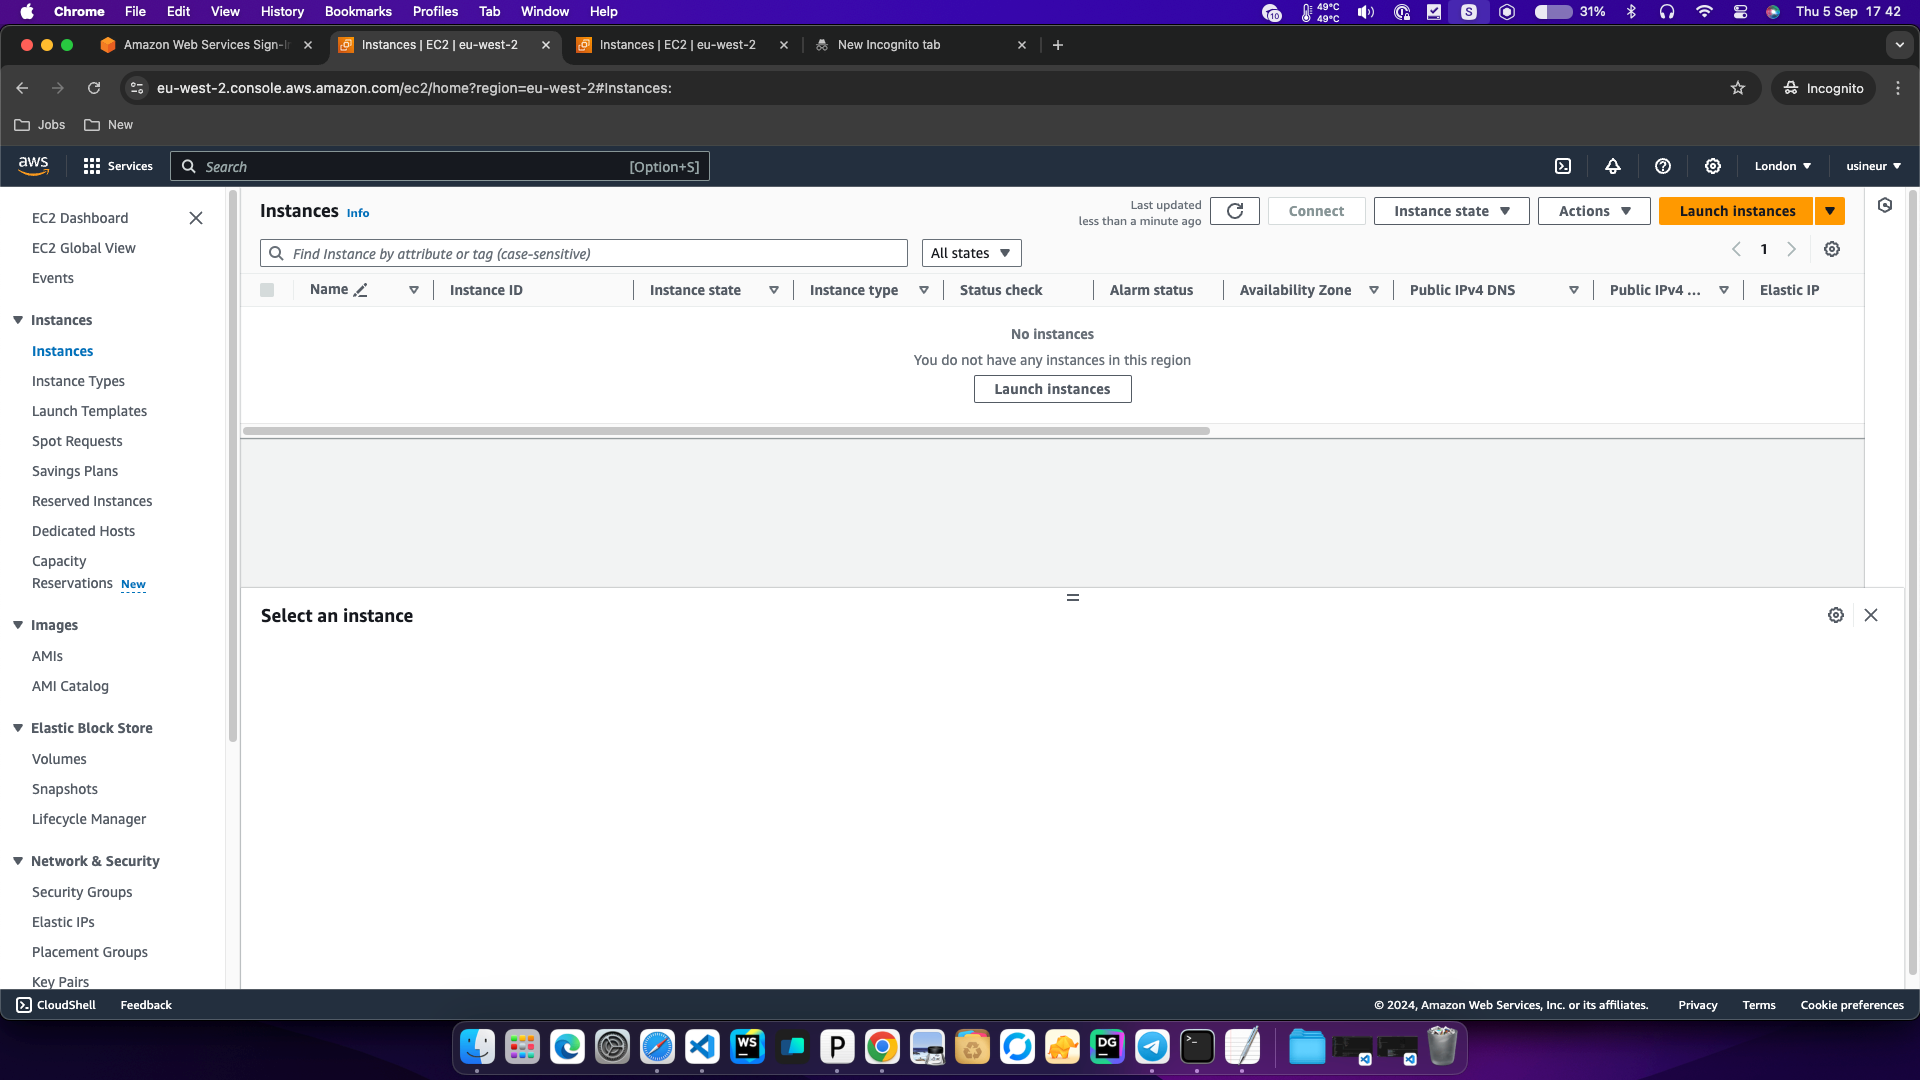 Chrome File Edit View History Bookmarks Profiles Tab Window Help
10 49°C 49°C S 31% Thu 5 Sep 17 42
Amazon Web Services Sign-I
Instances | EC2 | eu-west-2
Instances | EC2 | eu-west-2
New Incognito tab
eu-west-2.console.aws.amazon.com/ec2/home?region=eu-west-2#Instances:
Incognito
Jobs
New
aws
Services
Search
[Option+S]
London
usineur
EC2 Dashboard
EC2 Global View
Events
Instances
Instances
Instance Types
Launch Templates
Spot Requests
Savings Plans
Reserved Instances
Dedicated Hosts
Capacity
Reservations New
Images
AMIs
AMI Catalog
Elastic Block Store
Volumes
Snapshots
Lifecycle Manager
Network & Security
Security Groups
Elastic IPs
Placement Groups
Key Pairs
Instances Info
Last updated
less than a minute ago
Connect
Instance state
Actions
Launch instances
Find Instance by attribute or tag (case-sensitive)
All states
1
Name
Instance ID
Instance state
Instance type
Status check
Alarm status
Availability Zone
Public IPv4 DNS
Public IPv4 ...
Elastic IP
No instances
You do not have any instances in this region
Launch instances
Select an instance
CloudShell
Feedback
© 2024, Amazon Web Services, Inc. or its affiliates.
Privacy
Terms
Cookie preferences
WS
P
DG